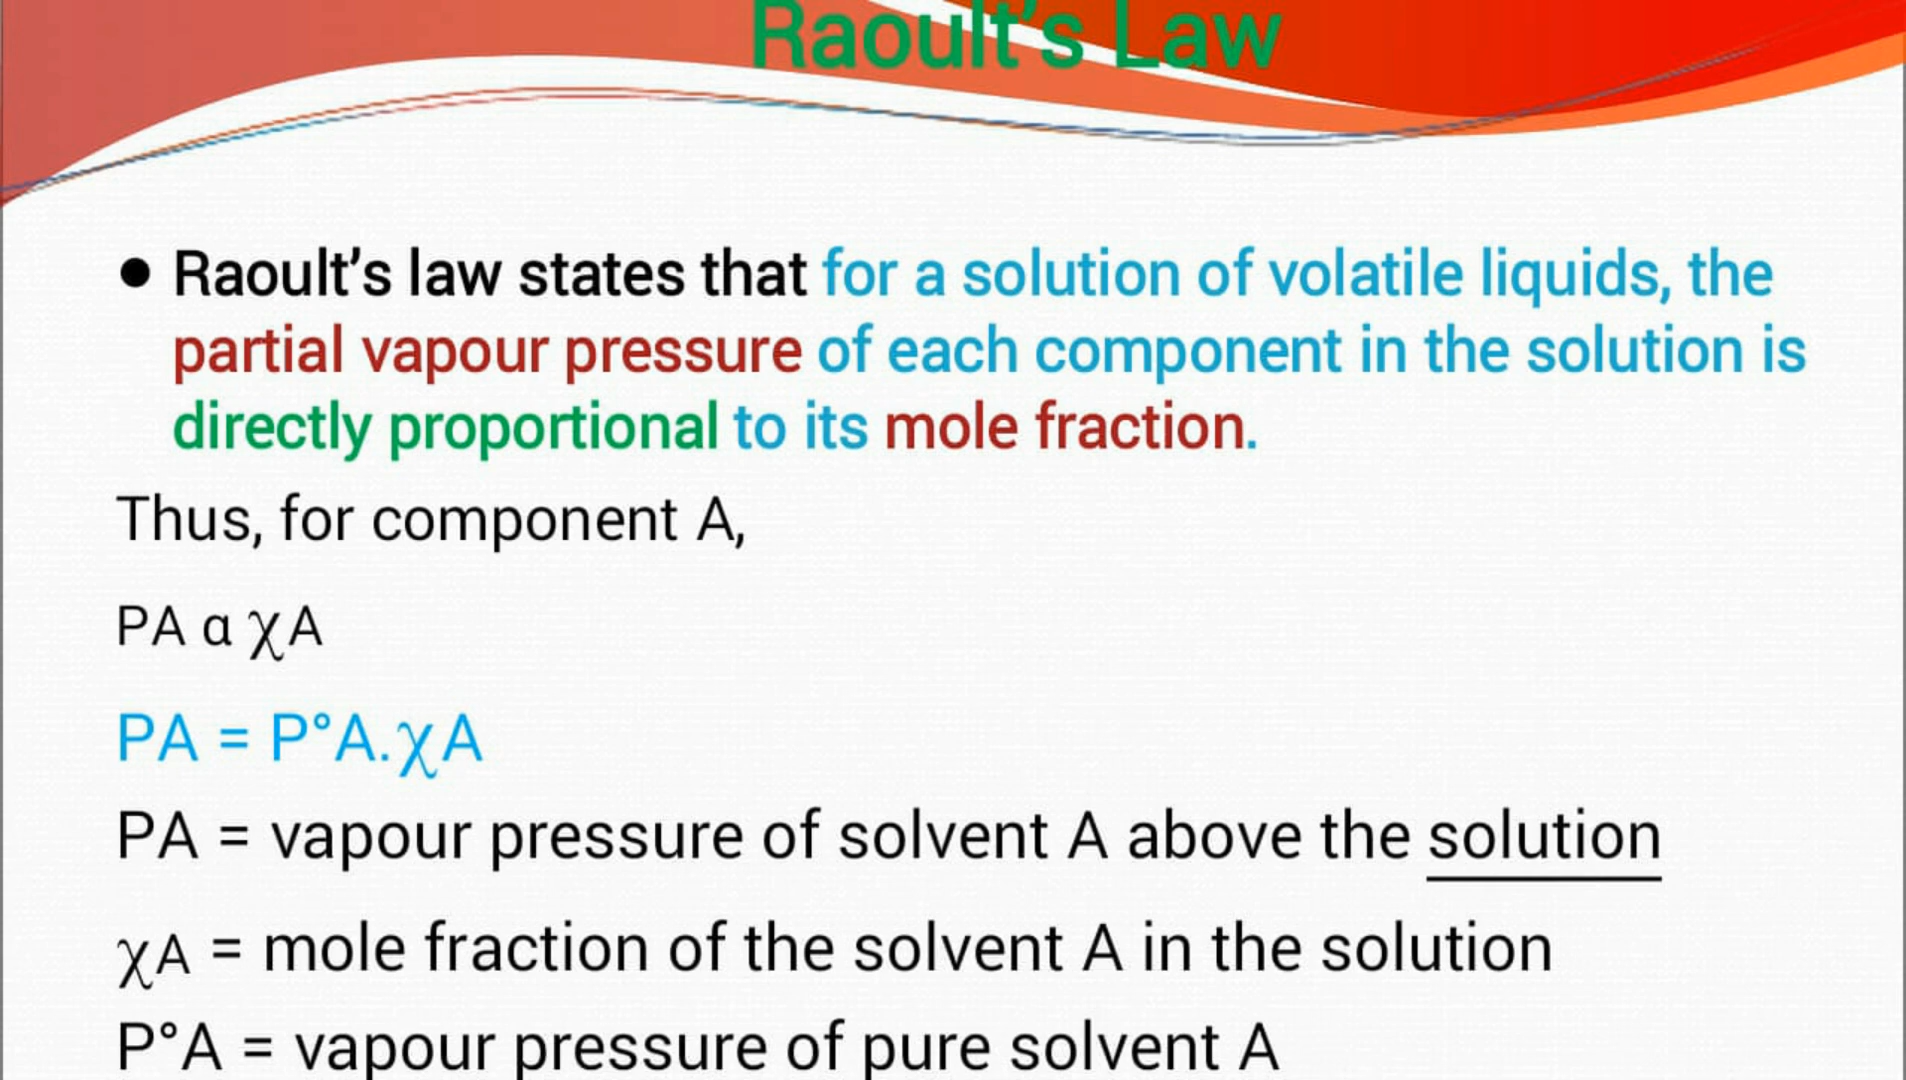 Raoult's Law
● Raoult's law states that for a solution of volatile liquids, the
partial vapour pressure of each component in the solution is
directly proportional to its mole fraction.
Thus, for component A,
PA α χA
PA = P°A.χA
PA = vapour pressure of solvent A above the solution
χA = mole fraction of the solvent A in the solution
P°A = vapour pressure of pure solvent A